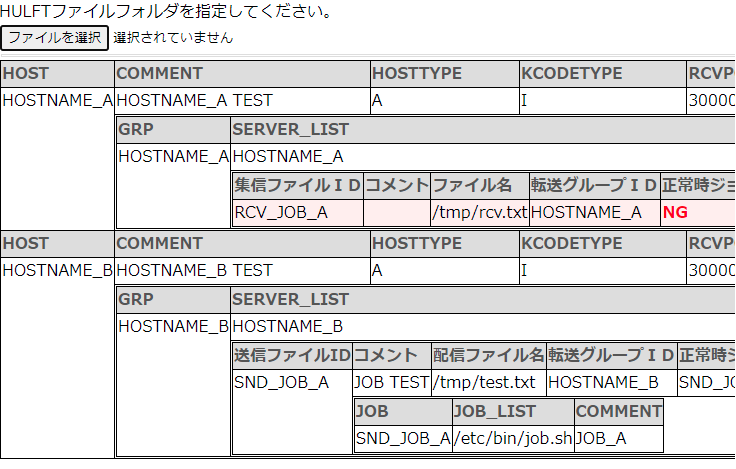 HULFTファイルフォルダを指定してください。
ファイルを選択 選択されていません
HOST COMMENT HOSTTYPE KCODETYPE RCVP
HOSTNAME_A HOSTNAME_A TEST A I 30000
GRP SERVER_LIST
HOSTNAME_A HOSTNAME_A
集信ファイルＩＤ コメント ファイル名 転送グループＩＤ 正常時ジョ
RCV_JOB_A /tmp/rcv.txt HOSTNAME_A NG
HOST COMMENT HOSTTYPE KCODETYPE RCVP
HOSTNAME_B HOSTNAME_B TEST A I 30000
GRP SERVER_LIST
HOSTNAME_B HOSTNAME_B
送信ファイルID コメント 配信ファイル名 転送グループＩＤ 正常時ジ
SND_JOB_A JOB TEST /tmp/test.txt HOSTNAME_B SND_J
JOB JOB_LIST COMMENT
SND_JOB_A /etc/bin/job.sh JOB_A